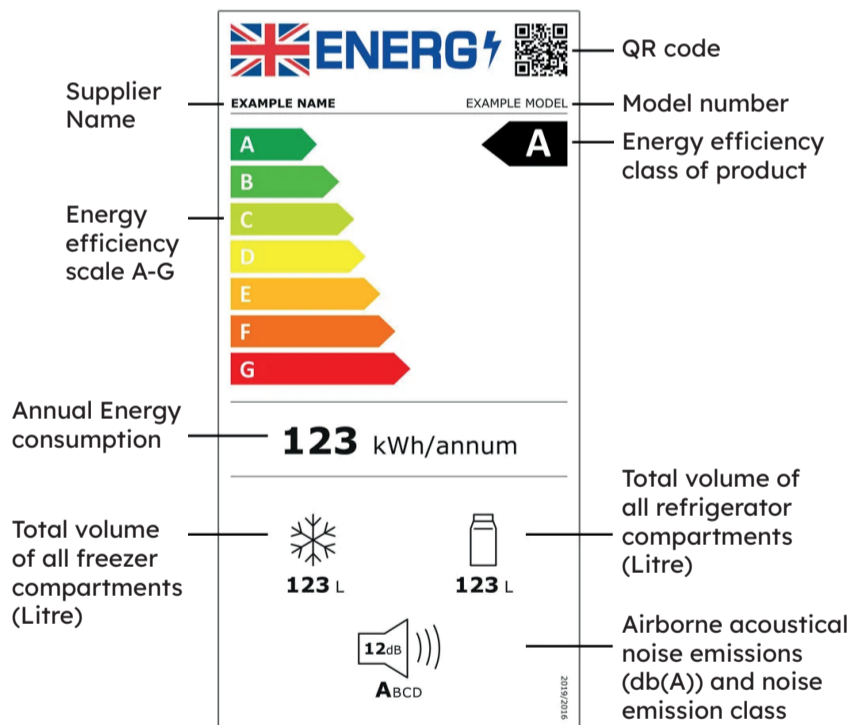 ENERG
QR code
Supplier
Name
EXAMPLE NAME
EXAMPLE MODEL
Model number
A
A
Energy efficiency
class of product
B
Energy
efficiency
scale A-G
C
D
E
F
G
Annual Energy
consumption
123 kWh/annum
Total volume
of all freezer
compartments
(Litre)
123 L
123 L
Total volume of
all refrigerator
compartments
(Litre)
12dB
ABCD
Airborne acoustical
noise emissions
(db(A)) and noise
emission class
2019/2016